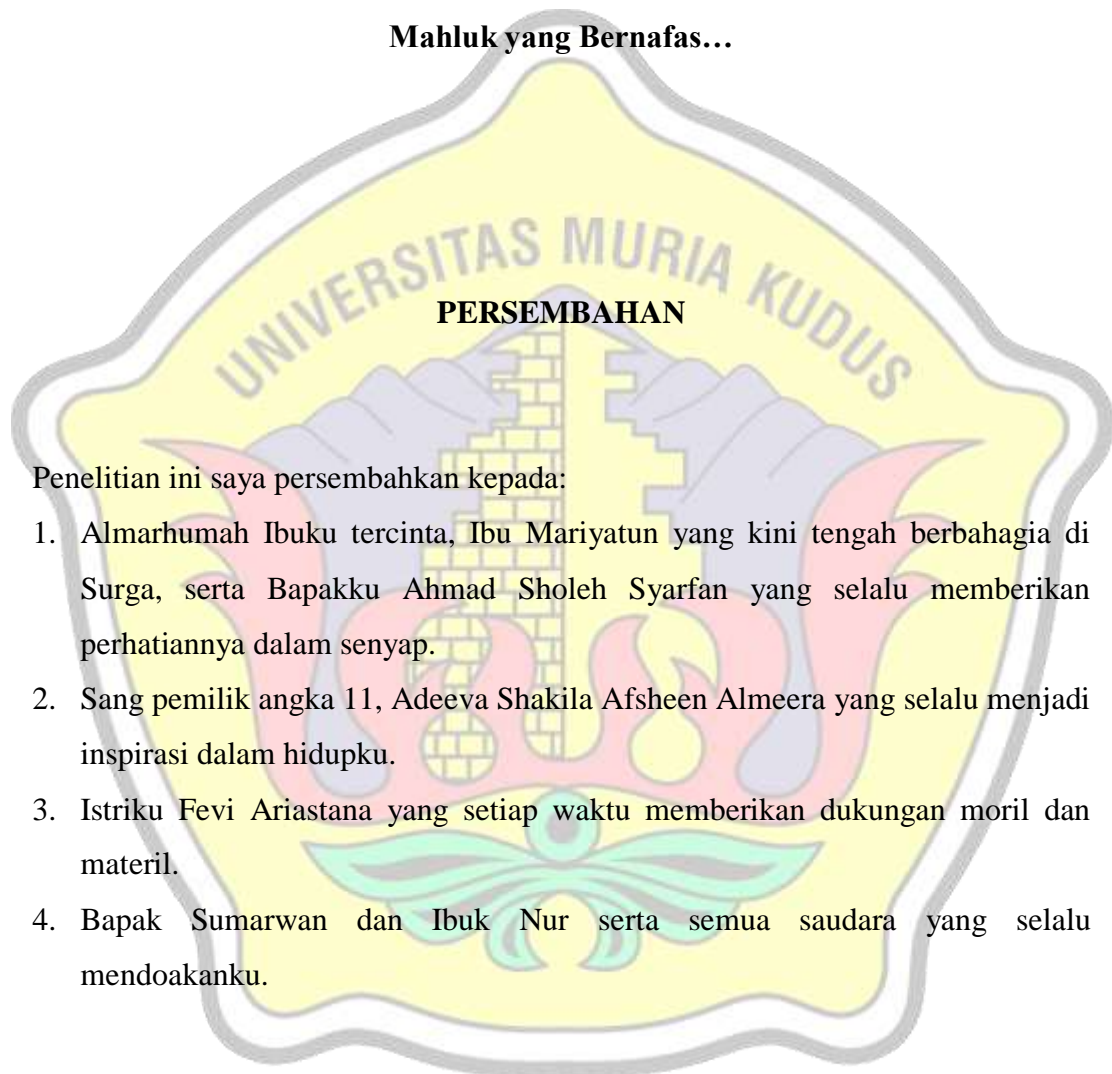 Mahluk yang Bernafas…
UNIVERSITAS MURIA KUDUS
PERSEMBAHAN
Penelitian ini saya persembahkan kepada:
1. Almarhumah Ibuku tercinta, Ibu Mariyatun yang kini tengah berbahagia di
Surga, serta Bapakku Ahmad Sholeh Syarfan yang selalu memberikan
perhatiannya dalam senyap.
2. Sang pemilik angka 11, Adeeva Shakila Afsheen Almeera yang selalu menjadi
inspirasi dalam hidupku.
3. Istriku Fevi Ariastana yang setiap waktu memberikan dukungan moril dan
materil.
4. Bapak Sumarwan dan Ibuk Nur serta semua saudara yang selalu
mendoakanku.